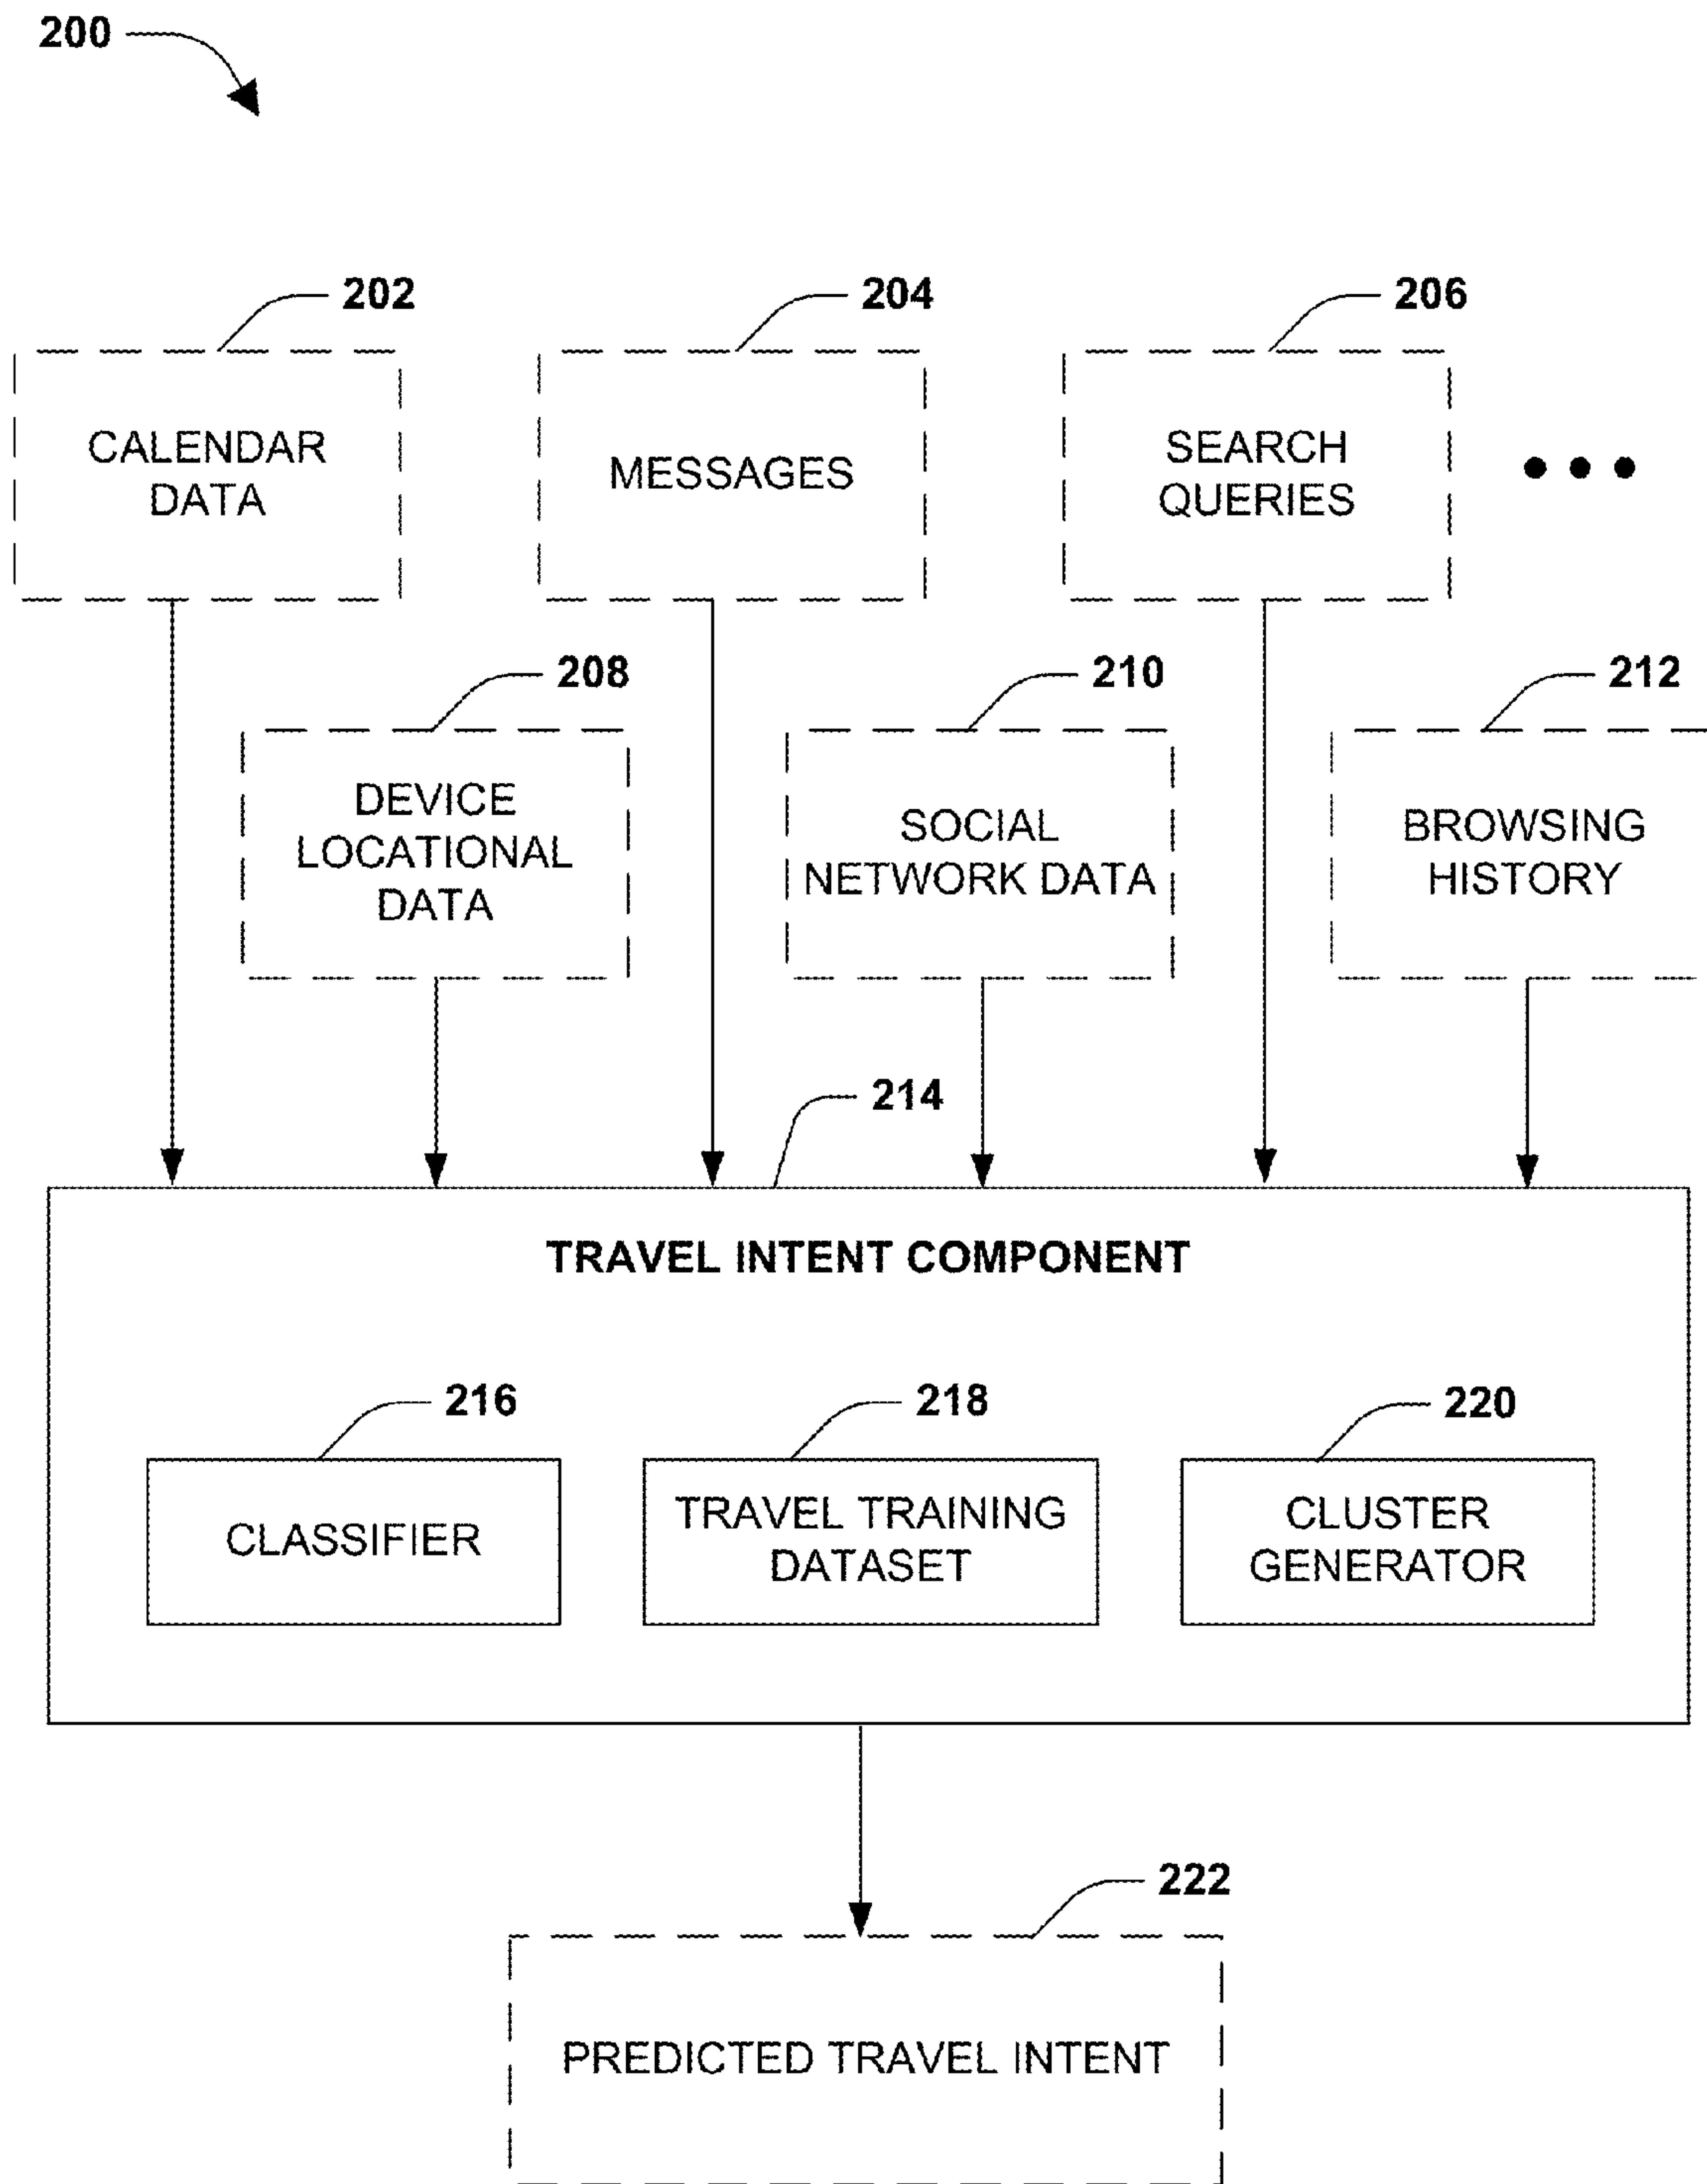 200
202
204
206
CALENDAR
DATA
MESSAGES
SEARCH
QUERIES
208
210
212
DEVICE
LOCATIONAL
DATA
SOCIAL
NETWORK DATA
BROWSING
HISTORY
214
TRAVEL INTENT COMPONENT
216
218
220
CLASSIFIER
TRAVEL TRAINING
DATASET
CLUSTER
GENERATOR
222
PREDICTED TRAVEL INTENT